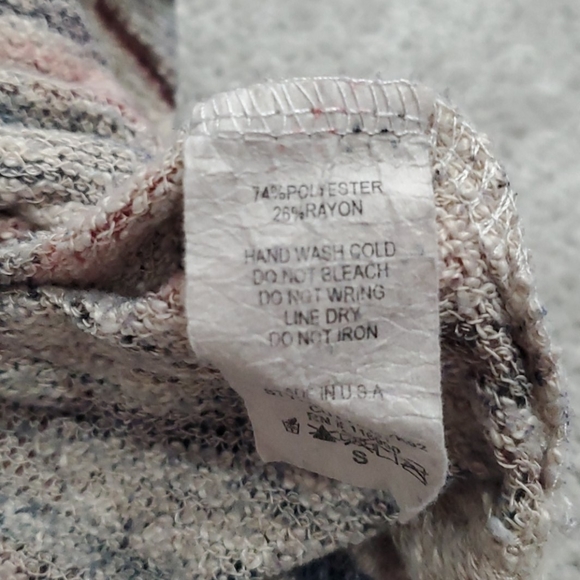 74%POLYESTER
26%RAYON
HAND WASH COLD
DO NOT BLEACH
DO NOT WRING
LINE DRY
DO NOT IRON
MADE IN U.S.A
S